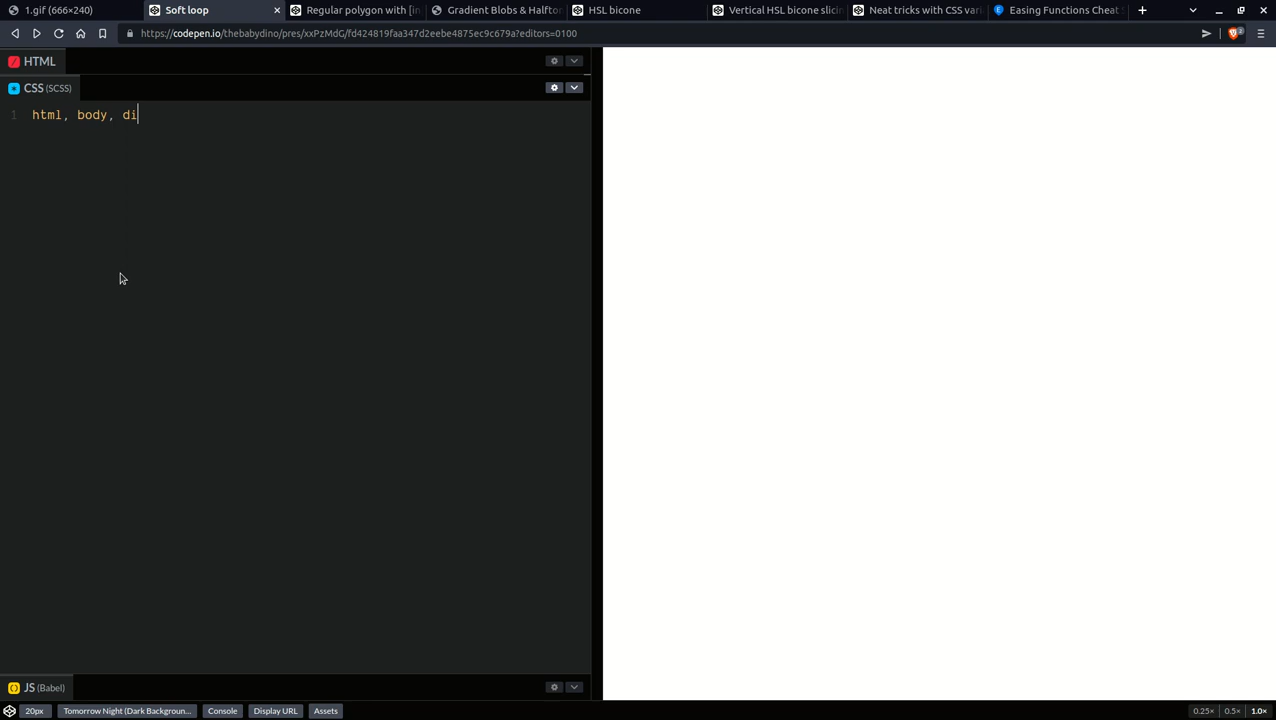 1.gif (666×240)
Soft loop
Regular polygon with [in
Gradient Blobs & Halfton
HSL bicone
Vertical HSL bicone slicin
Neat tricks with CSS vari
Easing Functions Cheat S
https://codepen.io/thebabydino/pres/xxPzMdG/fd424819faa347d2eebe4875ec9c679a?editors=0100
HTML
CSS (SCSS)
1 html, body, di
JS (Babel)
20px
Tomorrow Night (Dark Backgroun...
Console
Display URL
Assets
0.25×
0.5×
1.0×